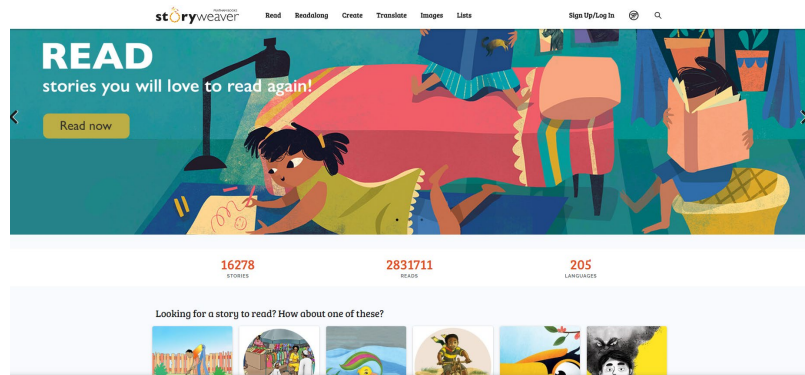 storyweaver
Read
Readalong
Create
Translate
Images
Lists
Sign Up/Log In
READ
stories you will love to read again!
Read now
16278
STORIES
2831711
READS
205
LANGUAGES
Looking for a story to read? How about one of these?